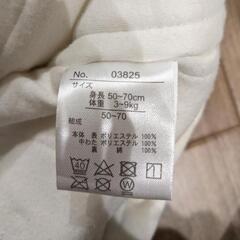 No. 03825
サイズ
身長 50~70cm
体重 3~9kg
50~70
組成
本体 表 ポリエステル 100%
中わた ポリエステル 100%
裏 綿 100%
40
W